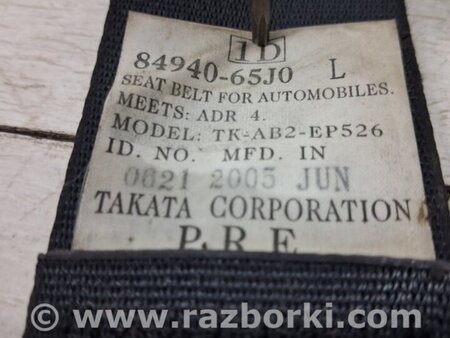 1D
84940-65J0 L
SEAT BELT FOR AUTOMOBILES.
MEETS: ADR 4.
MODEL: TK-AB2-EP526
ID. NO. MFD. IN
0621 2005 JUN
TAKATA CORPORATION
P.R.E
© www.razborki.com